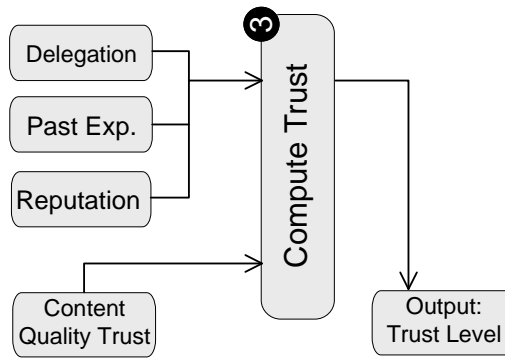 Delegation
Past Exp.
Reputation
Content
Quality Trust
3
Compute Trust
Output:
Trust Level